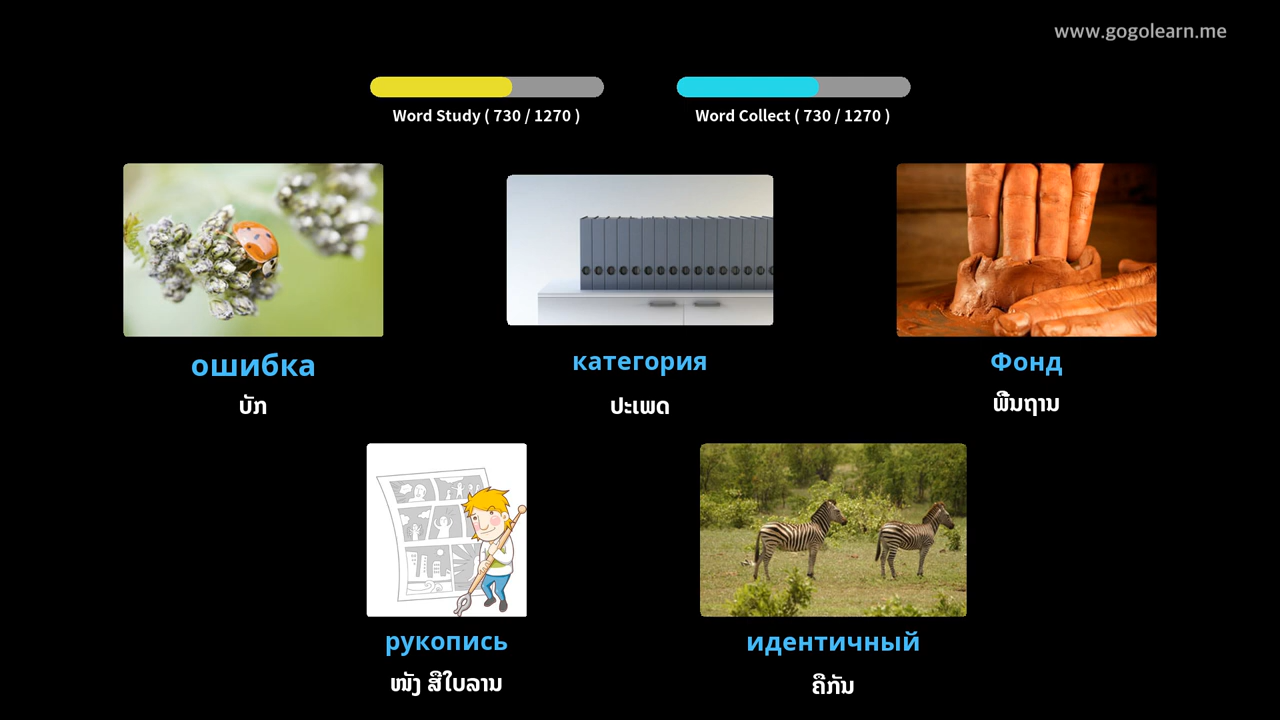 www.gogolearn.me
Word Study ( 730 / 1270 )
Word Collect ( 730 / 1270 )
ошибка
ບັກ
категория
ປະເພດ
Фонд
ພື້ນຖານ
рукопись
ໜັງ ສືໃບລານ
идентичный
ຄືກັນ